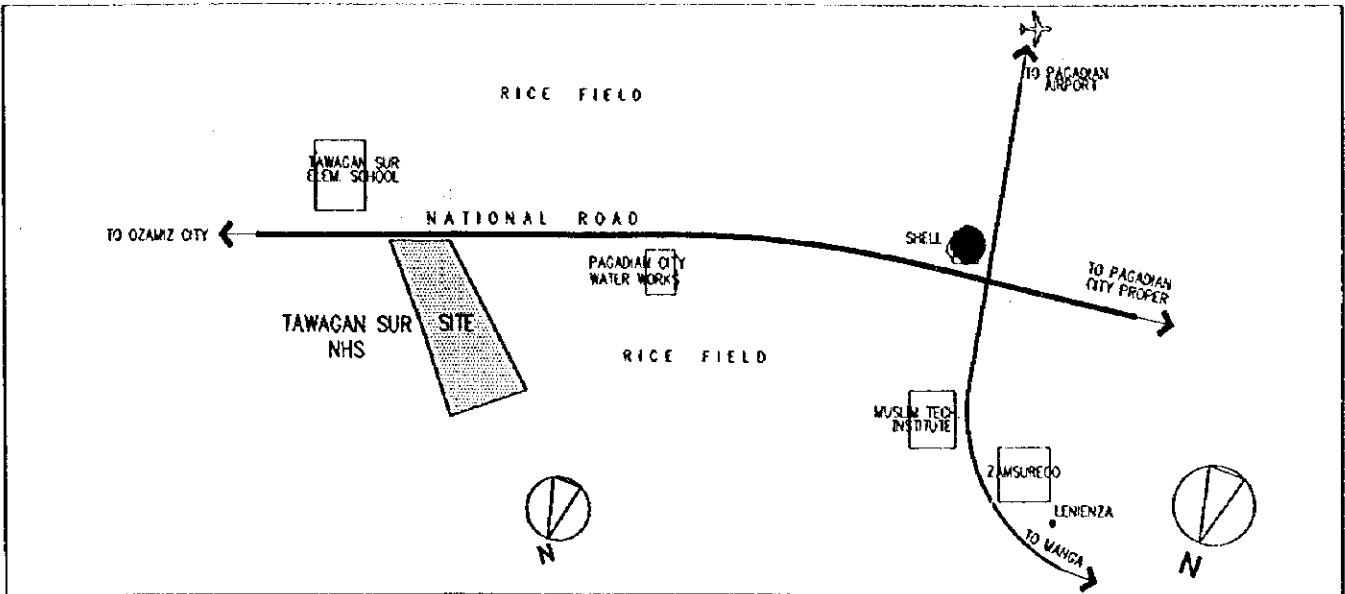 TO PAGADIAN
AIRPORT
RICE FIELD
TAWAGAN SUR
ELEM. SCHOOL
NATIONAL ROAD
TO OZAMIZ CITY
SHELL
PAGADIAN CITY
WATER WORKS
TO PAGADIAN
CITY PROPER
TAWAGAN SUR
NHS
SITE
RICE FIELD
MUSLIM TECH
INSTITUTE
ZAMSURECO
LENIENZA
TO MANGA
N
N